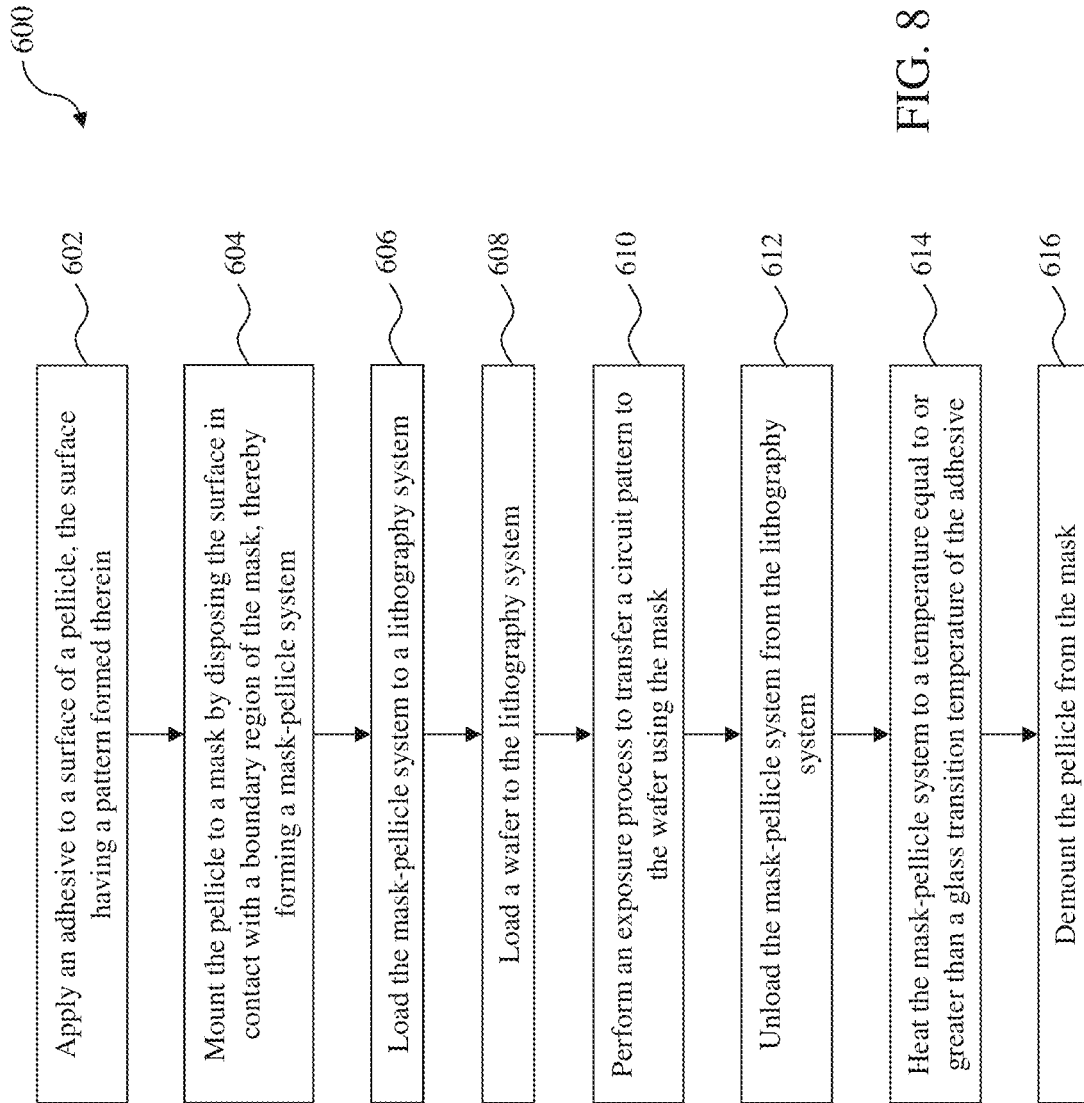 600
Apply an adhesive to a surface of a pellicle, the surface
having a pattern formed therein
602
Mount the pellicle to a mask by disposing the surface in
contact with a boundary region of the mask, thereby
forming a mask-pellicle system
604
Load the mask-pellicle system to a lithography system
606
Load a wafer to the lithography system
608
Perform an exposure process to transfer a circuit pattern to
the wafer using the mask
610
Unload the mask-pellicle system from the lithography
system
612
Heat the mask-pellicle system to a temperature equal to or
greater than a glass transition temperature of the adhesive
614
Demount the pellicle from the mask
616
FIG. 8